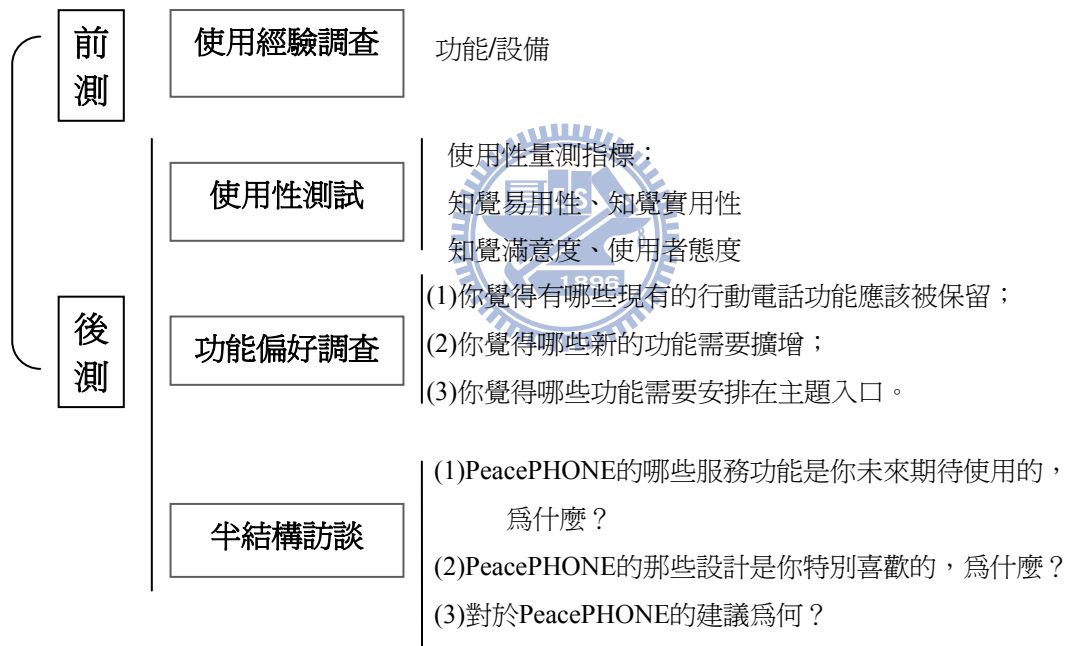 前
測
使用經驗調查
功能/設備
後
測
使用性測試
使用性量測指標：
知覺易用性、知覺實用性
知覺滿意度、使用者態度
功能偏好調查
(1)你覺得有哪些現有的行動電話功能應該被保留；
(2)你覺得哪些新的功能需要擴增；
(3)你覺得哪些功能需要安排在主題入口。
半結構訪談
(1)PeacePHONE的哪些服務功能是你未來期待使用的，
爲什麼？
(2)PeacePHONE的那些設計是你特別喜歡的，爲什麼？
(3)對於PeacePHONE的建議爲何？
1896